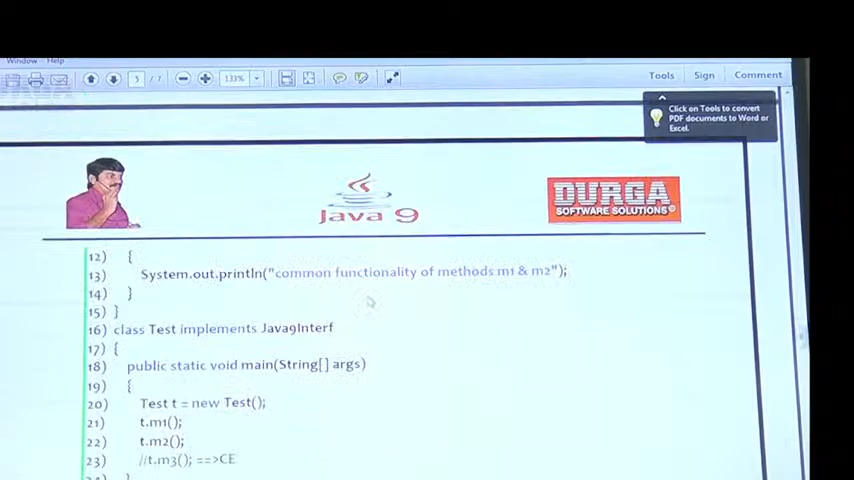 Window Help
5 / 7
133%
Tools Sign Comment
Click on Tools to convert
PDF documents to Word or
Excel.
Java 9
DURGA
SOFTWARE SOLUTIONS
12) {
13) System.out.println("common functionality of methods m1 & m2");
14) }
15) }
16) class Test implements Java9Interf
17) {
18) public static void main(String[] args)
19) {
20) Test t = new Test();
21) t.m1();
22) t.m2();
23) //t.m3(); ==>CE